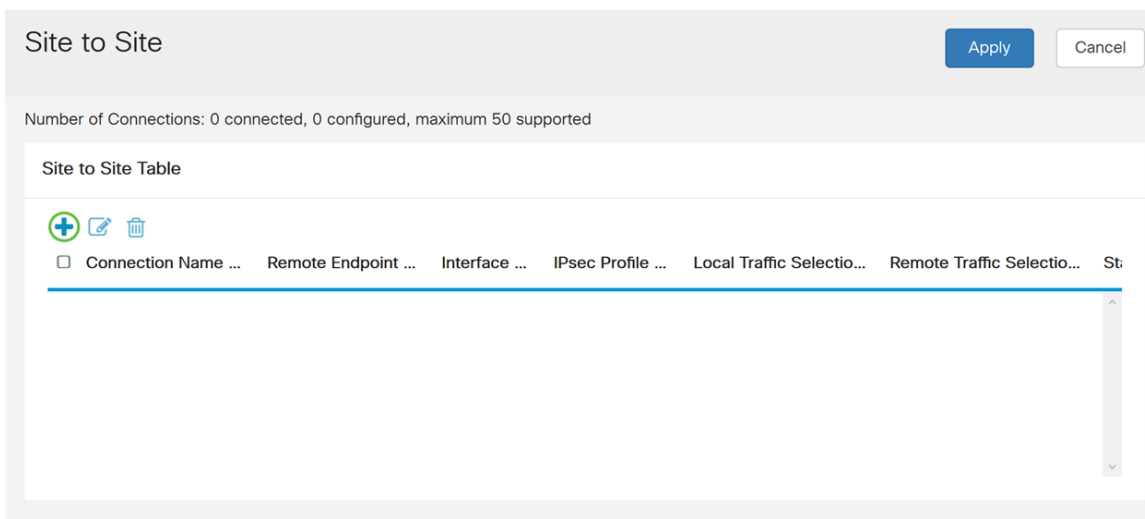 Site to Site
Apply
Cancel
Number of Connections: 0 connected, 0 configured, maximum 50 supported
Site to Site Table
Connection Name ... Remote Endpoint ... Interface ... IPsec Profile ... Local Traffic Selectio... Remote Traffic Selectio...